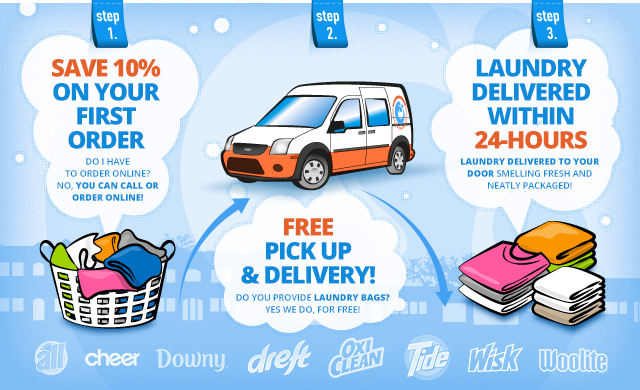 step
1.
SAVE 10%
ON YOUR
FIRST
ORDER
DO I HAVE
TO ORDER ONLINE?
NO, YOU CAN CALL OR
ORDER ONLINE!
step
2.
FREE
PICK UP
& DELIVERY!
DO YOU PROVIDE LAUNDRY BAGS?
YES WE DO, FOR FREE!
step
3.
LAUNDRY
DELIVERED
WITHIN
24-HOURS
LAUNDRY DELIVERED TO YOUR
DOOR SMELLING FRESH AND
NEATLY PACKAGED!
all cheer Downy dreft OXI CLEAN Tide Wisk Woolite